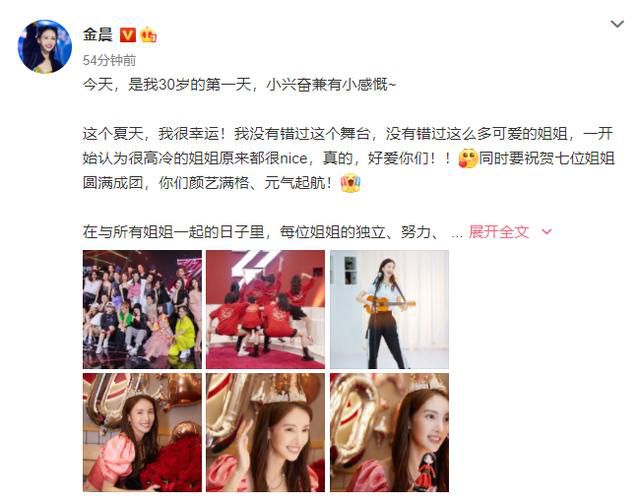 金晨
54分钟前
今天，是我30岁的第一天，小兴奋兼有小感慨~
这个夏天，我很幸运！我没有错过这个舞台，没有错过这么多可爱的姐姐，一开
始认为很高冷的姐姐原来都很nice，真的，好爱你们！！同时要祝贺七位姐姐
圆满成团，你们颜艺满格、元气起航！
在与所有姐姐一起的日子里，每位姐姐的独立、努力、 ... 展开全文